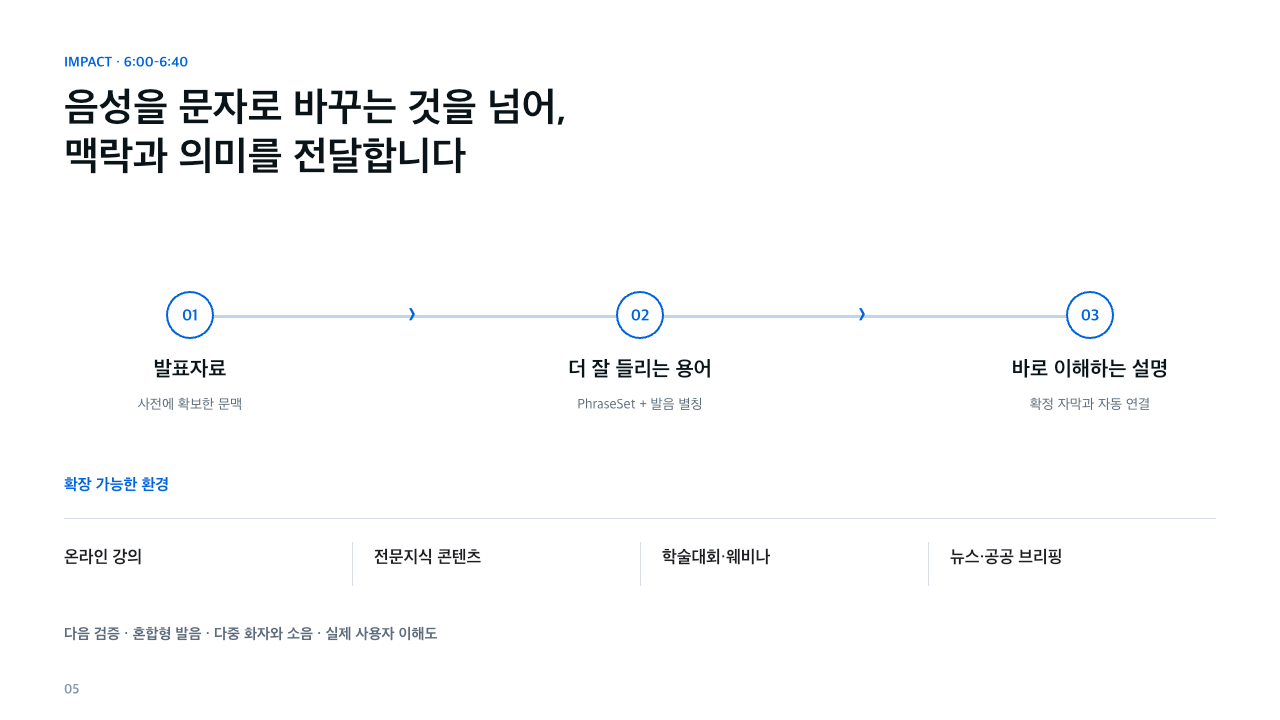 IMPACT · 6:00-6:40
음성을 문자로 바꾸는 것을 넘어,
맥락과 의미를 전달합니다
01
›
02
›
03
발표자료
더 잘 들리는 용어
바로 이해하는 설명
사전에 확보한 문맥
PhraseSet + 발음 별칭
확정 자막과 자동 연결
확장 가능한 환경
온라인 강의
전문지식 콘텐츠
학술대회·웨비나
뉴스·공공 브리핑
다음 검증 · 혼합형 발음 · 다중 화자와 소음 · 실제 사용자 이해도
05